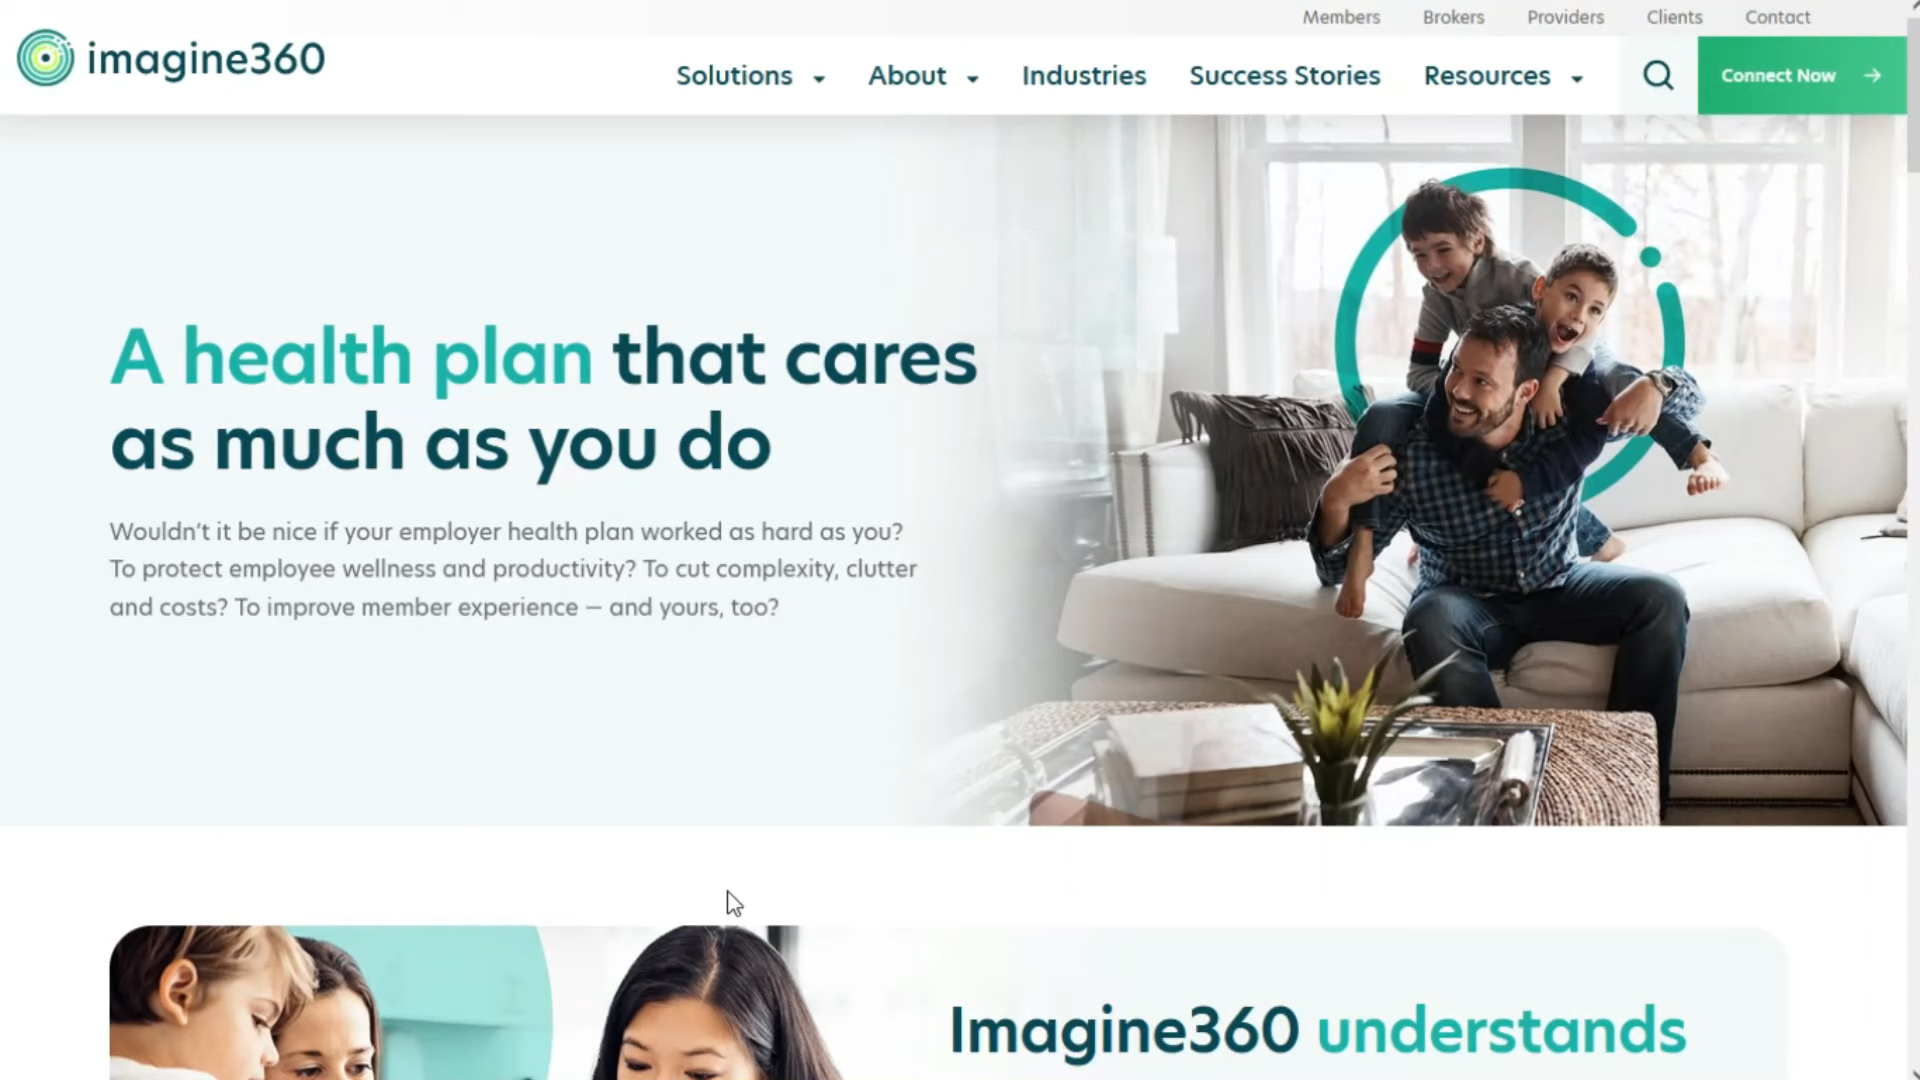 Members Brokers Providers Clients Contact
imagine360
Solutions About Industries Success Stories Resources Connect Now
A health plan that cares
as much as you do
Wouldn't it be nice if your employer health plan worked as hard as you?
To protect employee wellness and productivity? To cut complexity, clutter
and costs? To improve member experience — and yours, too?
Imagine360 understands